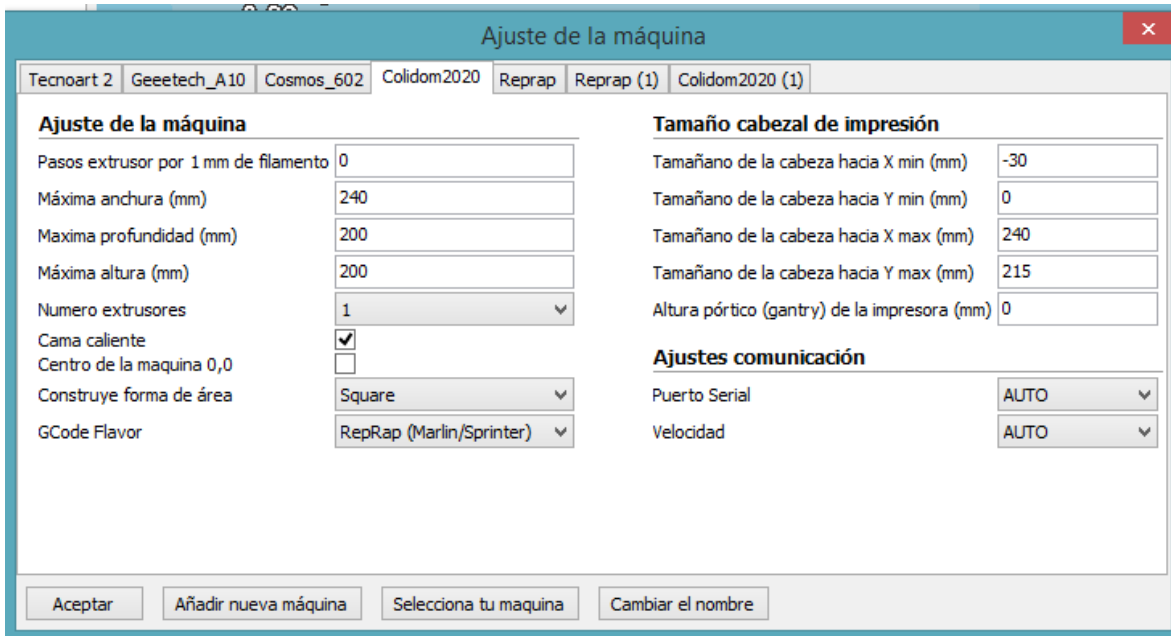 Ajuste de la máquina
Tecnoart 2 Geeetech_A10 Cosmos_602 Colidom2020 Reprap Reprap (1) Colidom2020 (1)
Ajuste de la máquina
Pasos extrusor por 1 mm de filamento 0
Máxima anchura (mm) 240
Maxima profundidad (mm) 200
Máxima altura (mm) 200
Numero extrusores 1
Cama caliente
Centro de la maquina 0,0
Construye forma de área Square
GCode Flavor RepRap (Marlin/Sprinter)
Tamaño cabezal de impresión
Tamañano de la cabeza hacia X min (mm) -30
Tamañano de la cabeza hacia Y min (mm) 0
Tamañano de la cabeza hacia X max (mm) 240
Tamañano de la cabeza hacia Y max (mm) 215
Altura pórtico (gantry) de la impresora (mm) 0
Ajustes comunicación
Puerto Serial AUTO
Velocidad AUTO
Aceptar Añadir nueva máquina Selecciona tu maquina Cambiar el nombre